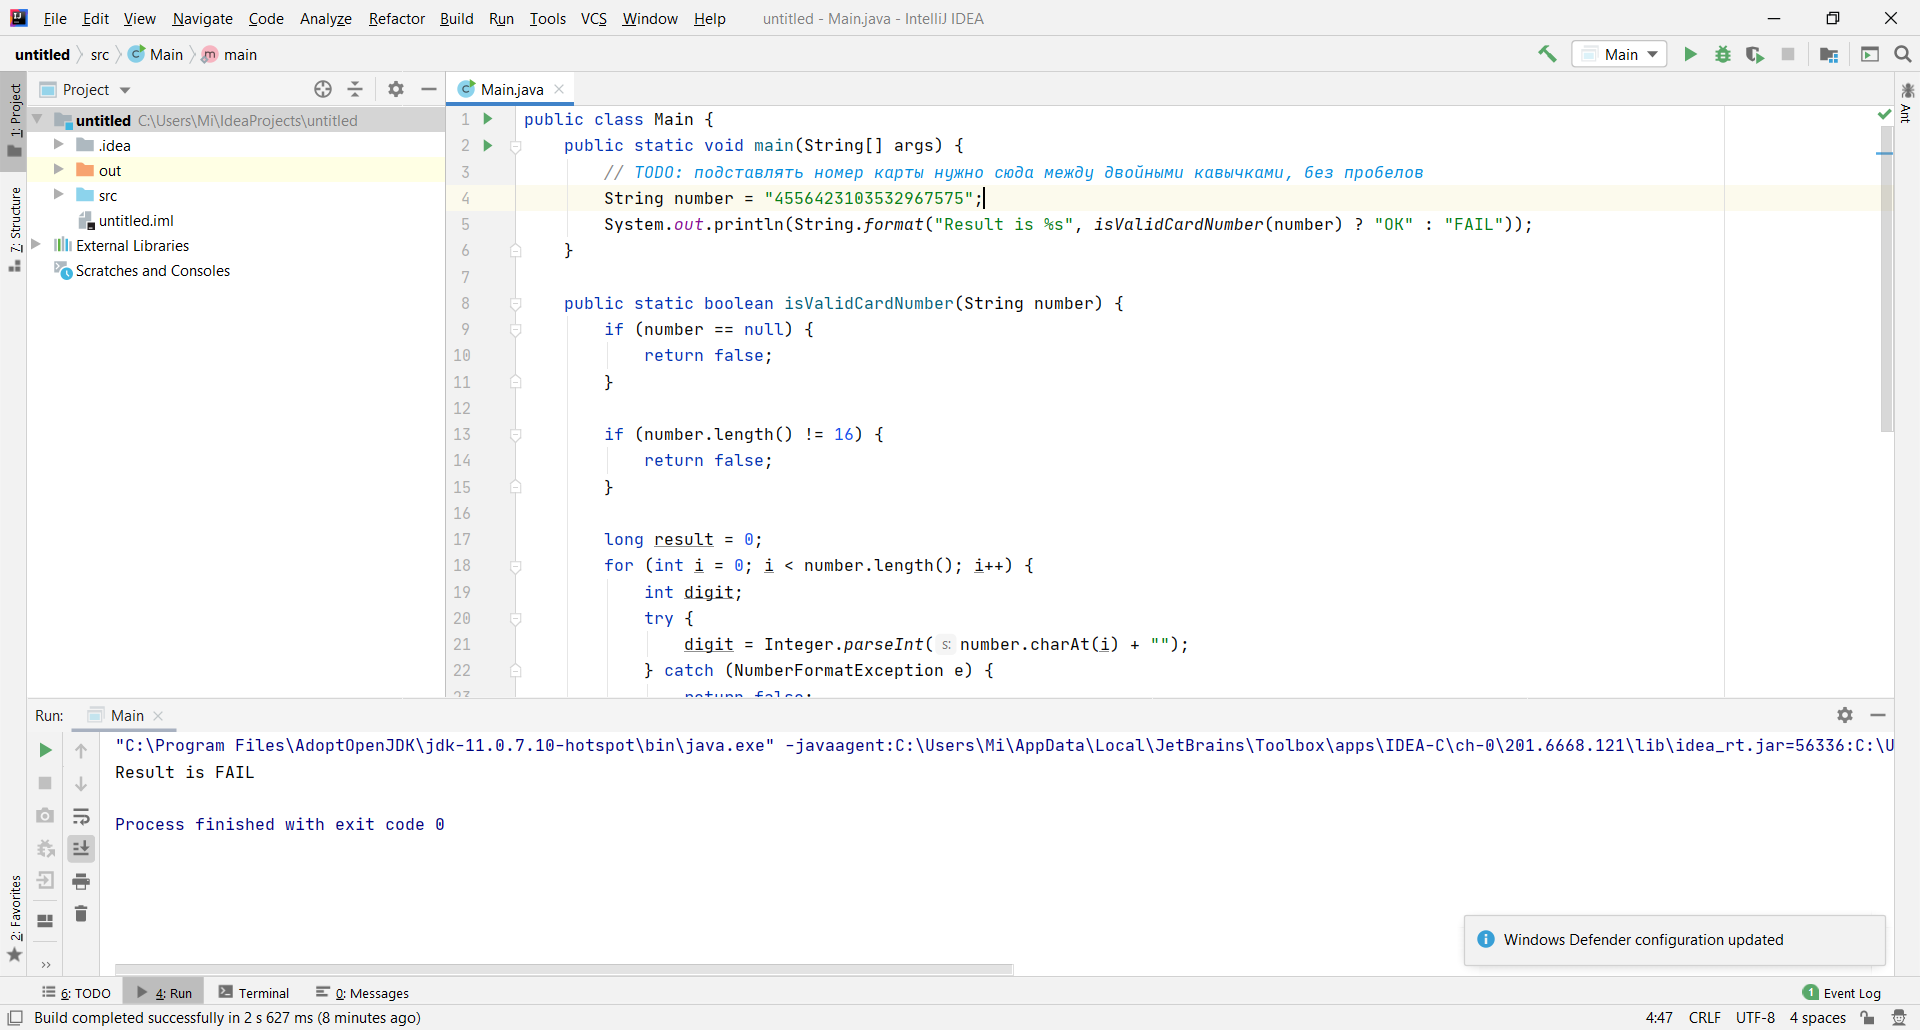 File Edit View Navigate Code Analyze Refactor Build Run Tools VCS Window Help untitled - Main.java - IntelliJ IDEA
untitled src Main main Main
1: Project
7: Structure
2: Favorites
Project
untitled C:\Users\Mi\IdeaProjects\untitled
.idea
out
src
untitled.iml
External Libraries
Scratches and Consoles
Main.java
1 public class Main {
2 public static void main(String[] args) {
3 // TODO: подставлять номер карты нужно сюда между двойными кавычками, без пробелов
4 String number = "4556423103532967575";
5 System.out.println(String.format("Result is %s", isValidCardNumber(number) ? "OK" : "FAIL"));
6 }
7
8 public static boolean isValidCardNumber(String number) {
9 if (number == null) {
10 return false;
11 }
12
13 if (number.length() != 16) {
14 return false;
15 }
16
17 long result = 0;
18 for (int i = 0; i < number.length(); i++) {
19 int digit;
20 try {
21 digit = Integer.parseInt( s: number.charAt(i) + "");
22 } catch (NumberFormatException e) {
23 return false;
Ant
Run: Main
"C:\Program Files\AdoptOpenJDK\jdk-11.0.7.10-hotspot\bin\java.exe" -javaagent:C:\Users\Mi\AppData\Local\JetBrains\Toolbox\apps\IDEA-C\ch-0\201.6668.121\lib\idea_rt.jar=56336:C:\U
Result is FAIL
Process finished with exit code 0
Windows Defender configuration updated
6: TODO 4: Run Terminal 0: Messages 1 Event Log
Build completed successfully in 2 s 627 ms (8 minutes ago) 4:47 CRLF UTF-8 4 spaces